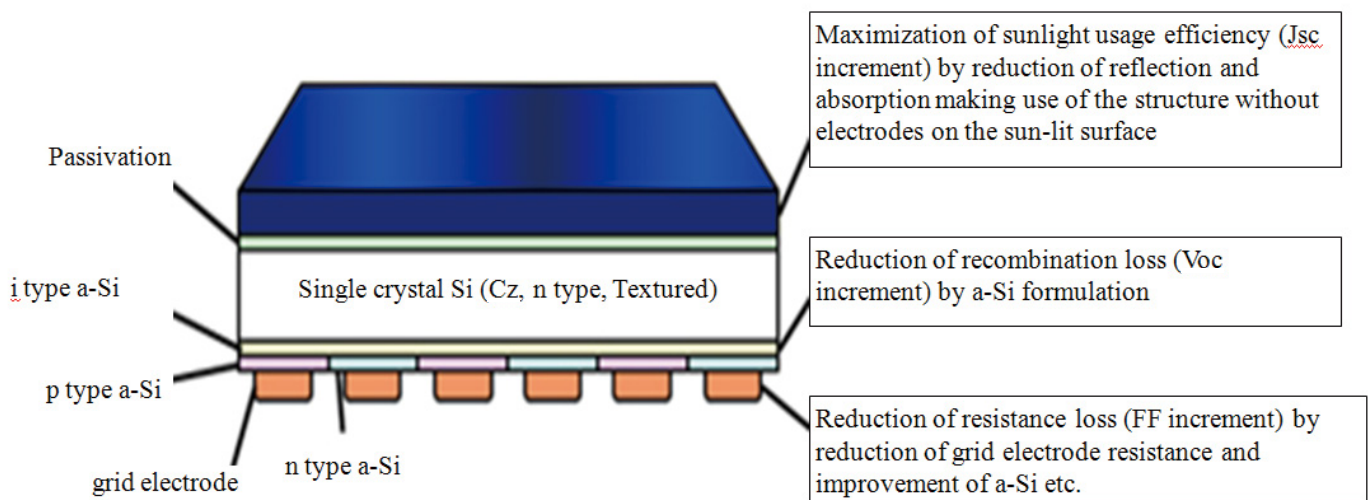 Maximization of sunlight usage efficiency (Jsc
increment) by reduction of reflection and
absorption making use of the structure without
electrodes on the sun-lit surface
Passivation
i type a-Si
Single crystal Si (Cz, n type, Textured)
Reduction of recombination loss (Voc
increment) by a-Si formulation
p type a-Si
grid electrode
n type a-Si
Reduction of resistance loss (FF increment) by
reduction of grid electrode resistance and
improvement of a-Si etc.